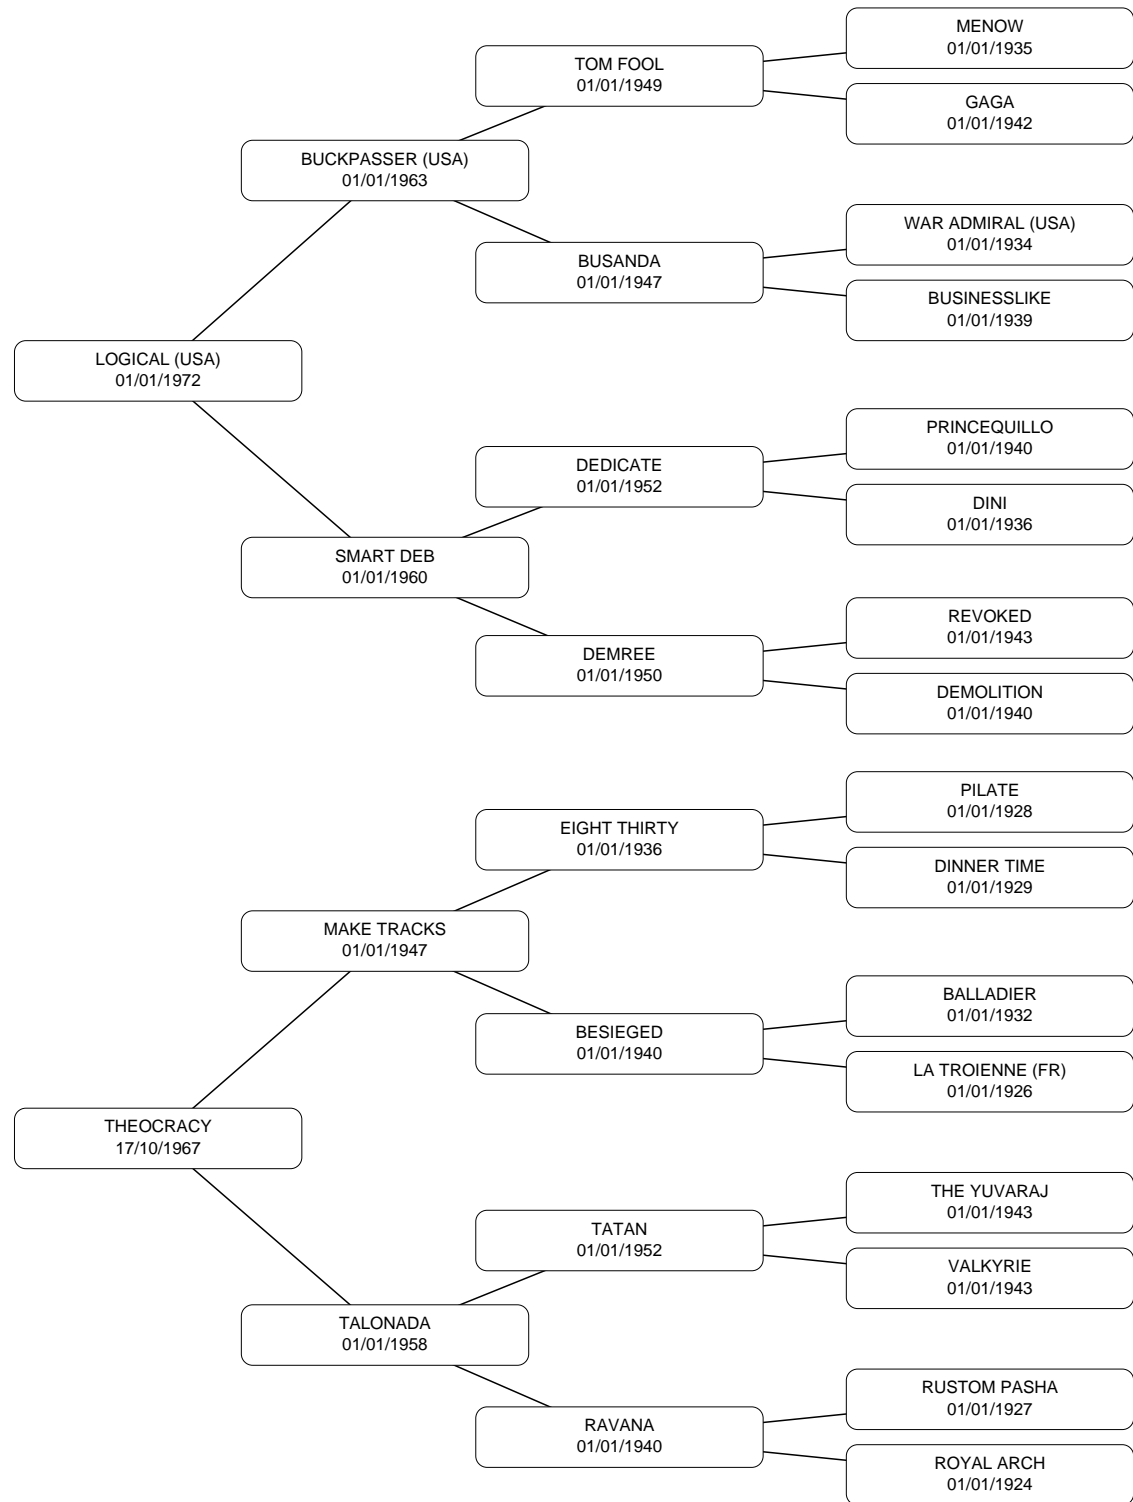 MENOW
01/01/1935
TOM FOOL
01/01/1949
GAGA
01/01/1942
BUCKPASSER (USA)
01/01/1963
WAR ADMIRAL (USA)
01/01/1934
BUSANDA
01/01/1947
BUSINESSLIKE
01/01/1939
LOGICAL (USA)
01/01/1972
PRINCEQUILLO
01/01/1940
DEDICATE
01/01/1952
DINI
01/01/1936
SMART DEB
01/01/1960
REVOKED
01/01/1943
DEMREE
01/01/1950
DEMOLITION
01/01/1940
PILATE
01/01/1928
EIGHT THIRTY
01/01/1936
DINNER TIME
01/01/1929
MAKE TRACKS
01/01/1947
BALLADIER
01/01/1932
BESIEGED
01/01/1940
LA TROIENNE (FR)
01/01/1926
THEOCRACY
17/10/1967
THE YUVARAJ
01/01/1943
TATAN
01/01/1952
VALKYRIE
01/01/1943
TALONADA
01/01/1958
RUSTOM PASHA
01/01/1927
RAVANA
01/01/1940
ROYAL ARCH
01/01/1924